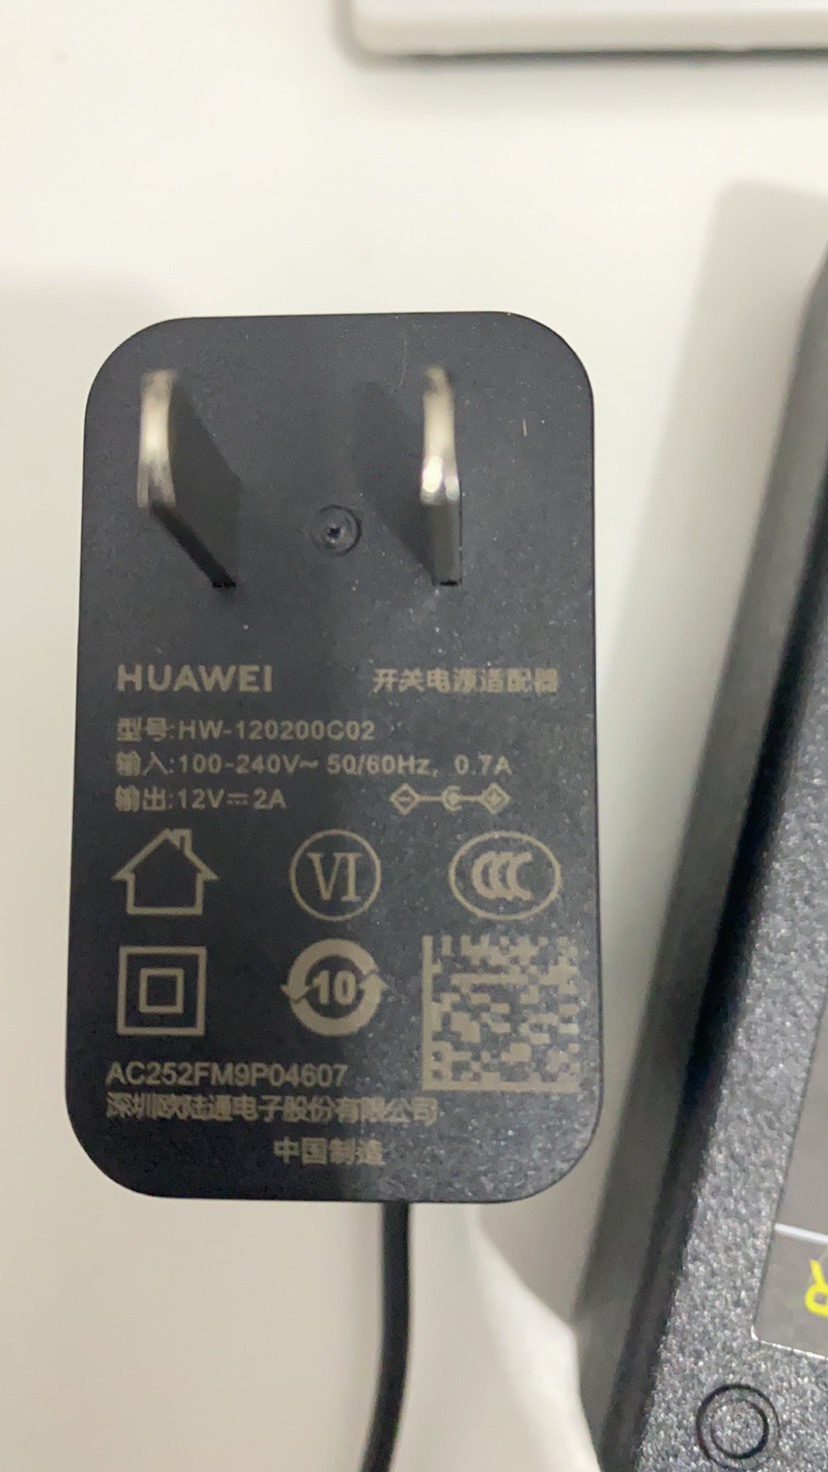 HUAWEI 开关电源适配器
型号:HW-120200C02
输入:100-240V~ 50/60Hz, 0.7A
输出:12V⎓2A
VI
CCC
10
AC252FM9P04607
深圳欧陆通电子股份有限公司
中国制造